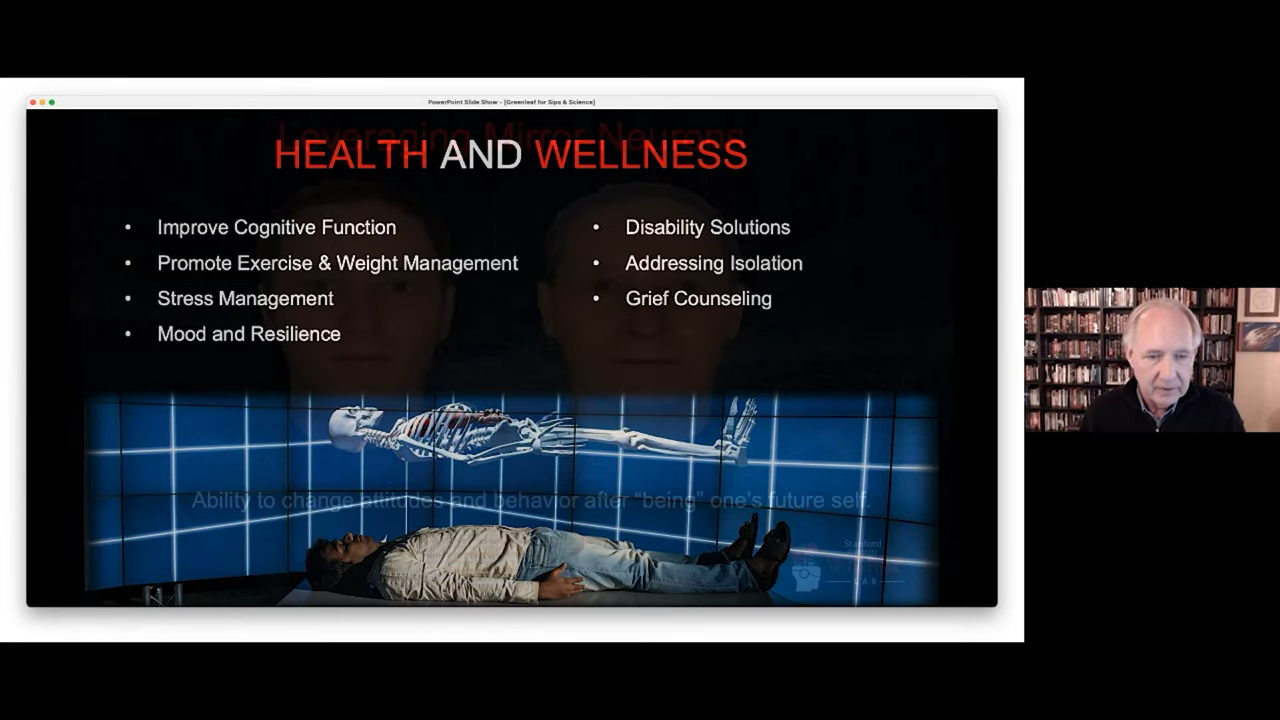 PowerPoint Slide Show - [Greenleaf for Sips & Science]
Leveraging Mirror Neurons
HEALTH AND WELLNESS
• Improve Cognitive Function
• Promote Exercise & Weight Management
• Stress Management
• Mood and Resilience
• Disability Solutions
• Addressing Isolation
• Grief Counseling
Ability to change attitudes and behavior after “being” one’s future self.
Stanford
LAB